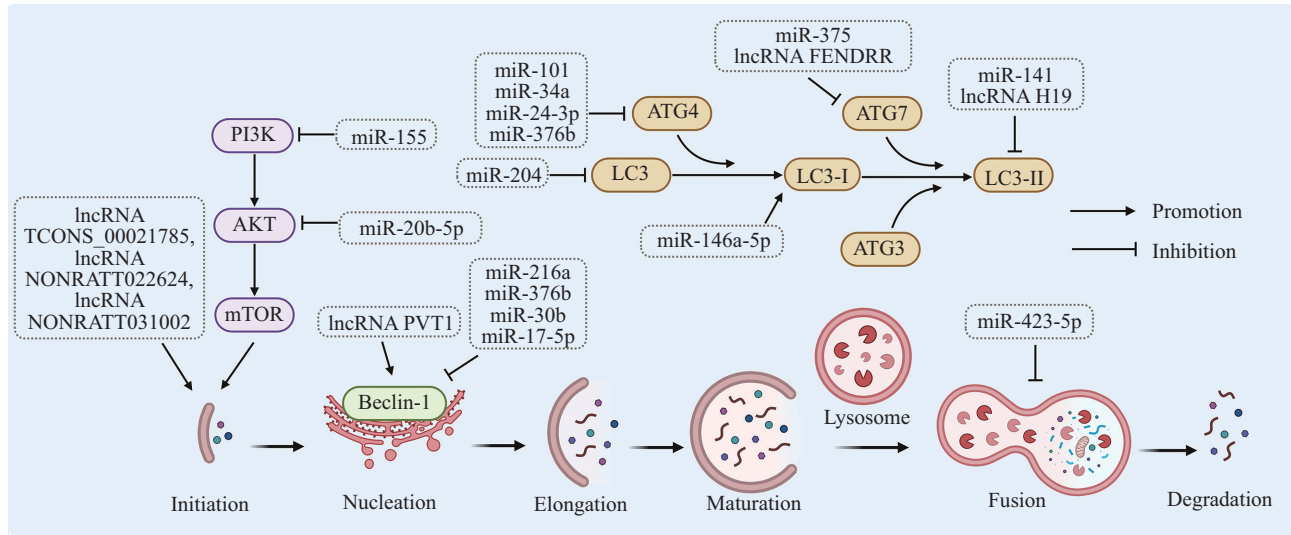 miR-375
lncRNA FENDRR
miR-101
miR-34a
miR-24-3p
miR-376b
ATG4
ATG7
miR-141
lncRNA H19
PI3K
miR-155
miR-204
LC3
LC3-I
LC3-II
lncRNA
TCONS_00021785,
lncRNA
NONRATT022624,
lncRNA
NONRATT031002
AKT
miR-20b-5p
miR-146a-5p
ATG3
Promotion
Inhibition
mTOR
lncRNA PVT1
miR-216a
miR-376b
miR-30b
miR-17-5p
miR-423-5p
Beclin-1
Lysosome
Initiation
Nucleation
Elongation
Maturation
Fusion
Degradation